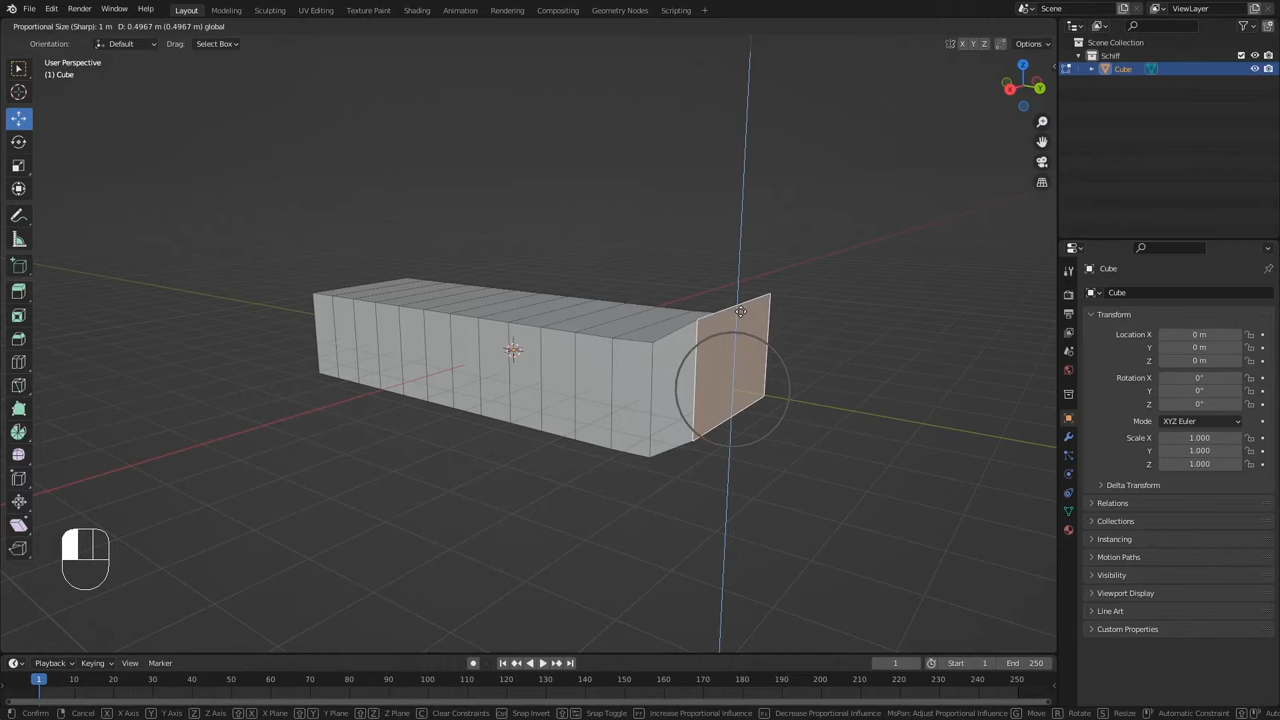 File Edit Render Window Help Layout Modeling Sculpting UV Editing Texture Paint Shading Animation Rendering Compositing Geometry Nodes Scripting + Scene ViewLayer
Proportional Size (Sharp): 1 m D: 0.4967 m (0.4967 m) global
Orientation: Default Drag: Select Box X Y Z Options
Scene Collection
Schiff
Cube
User Perspective
(1) Cube
Z
X Y
Cube
Cube
Transform
Location X 0 m
Y 0 m
Z 0 m
Rotation X 0°
Y 0°
Z 0°
Mode XYZ Euler
Scale X 1.000
Y 1.000
Z 1.000
Delta Transform
Relations
Collections
Instancing
Motion Paths
Visibility
Viewport Display
Line Art
Custom Properties
Playback Keying View Marker 1 Start 1 End 250
1 10 20 30 40 50 60 70 80 90 100 110 120 130 140 150 160 170 180 190 200 210 220 230 240 250
Confirm Cancel X X Axis Y Y Axis Z Z Axis X X Plane Y Y Plane Z Z Plane C Clear Constraints Snap Invert Snap Toggle Increase Proportional Influence Decrease Proportional Influence MsPan: Adjust Proportional Influence G Move R Rotate S Resize Automatic Constraint